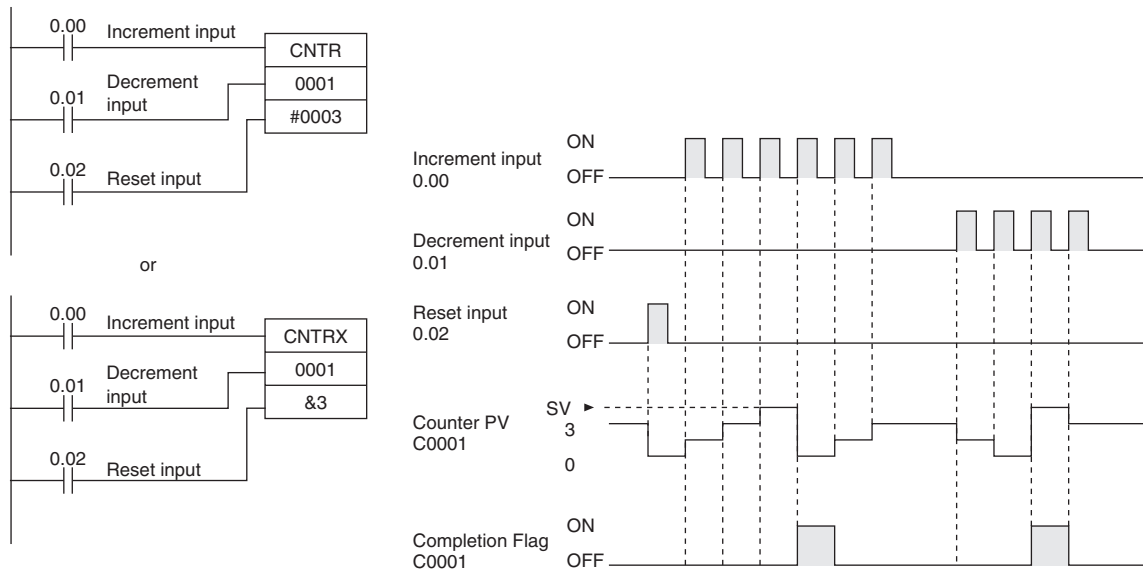 0.00
Increment input
CNTR
0001
#0003
0.01
Decrement
input
0.02
Reset input
or
0.00
Increment input
CNTRX
0001
&3
0.01
Decrement
input
0.02
Reset input
Increment input
0.00
ON
OFF
Decrement input
0.01
ON
OFF
Reset input
0.02
ON
OFF
Counter PV
C0001
SV
3
0
Completion Flag
C0001
ON
OFF